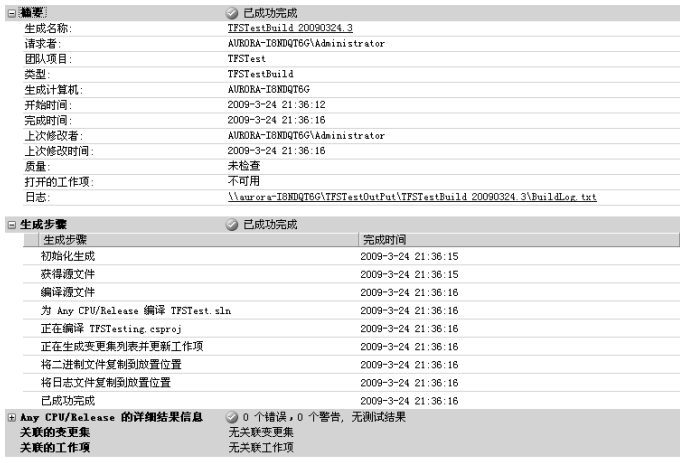 摘要 已成功完成
生成名称: TFSTestBuild_20090324.3
请求者: AURORA-I8NDQT6G\Administrator
团队项目: TFSTest
类型: TFSTestBuild
生成计算机: AURORA-I8NDQT6G
开始时间: 2009-3-24 21:36:12
完成时间: 2009-3-24 21:36:16
上次修改者: AURORA-I8NDQT6G\Administrator
上次修改时间: 2009-3-24 21:36:16
质量: 未检查
打开的工作项: 不可用
日志: \\aurora-I8NDQT6G\TFSTestOutPut\TFSTestBuild_20090324.3\BuildLog.txt
生成步骤 已成功完成
生成步骤 完成时间
初始化生成 2009-3-24 21:36:15
获得源文件 2009-3-24 21:36:15
编译源文件 2009-3-24 21:36:16
为 Any CPU/Release 编译 TFSTest.sln 2009-3-24 21:36:16
正在编译 TFSTesting.csproj 2009-3-24 21:36:16
正在生成变更集列表并更新工作项 2009-3-24 21:36:16
将二进制文件复制到放置位置 2009-3-24 21:36:16
将日志文件复制到放置位置 2009-3-24 21:36:16
已成功完成 2009-3-24 21:36:16
Any CPU/Release 的详细结果信息 0 个错误,0 个警告, 无测试结果
关联的变更集 无关联变更集
关联的工作项 无关联工作项